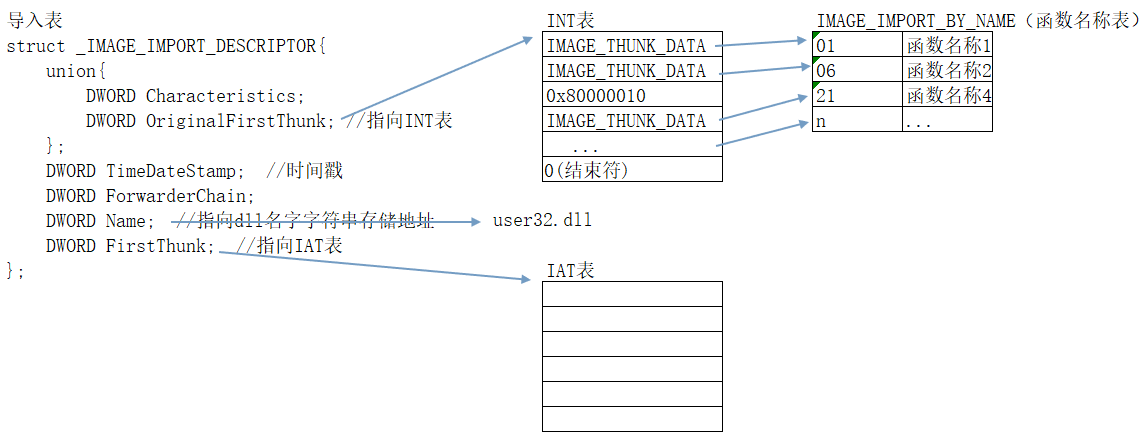 导入表
struct _IMAGE_IMPORT_DESCRIPTOR{
union{
DWORD Characteristics;
DWORD OriginalFirstThunk; //指向INT表
};
DWORD TimeDateStamp; //时间戳
DWORD ForwarderChain;
DWORD Name; //指向dll名字字符串存储地址
DWORD FirstThunk; //指向IAT表
};
INT表
IMAGE_THUNK_DATA
IMAGE_THUNK_DATA
0x80000010
IMAGE_THUNK_DATA
...
0(结束符)
IMAGE_IMPORT_BY_NAME（函数名称表）
01 函数名称1
06 函数名称2
21 函数名称4
n ...
user32.dll
IAT表